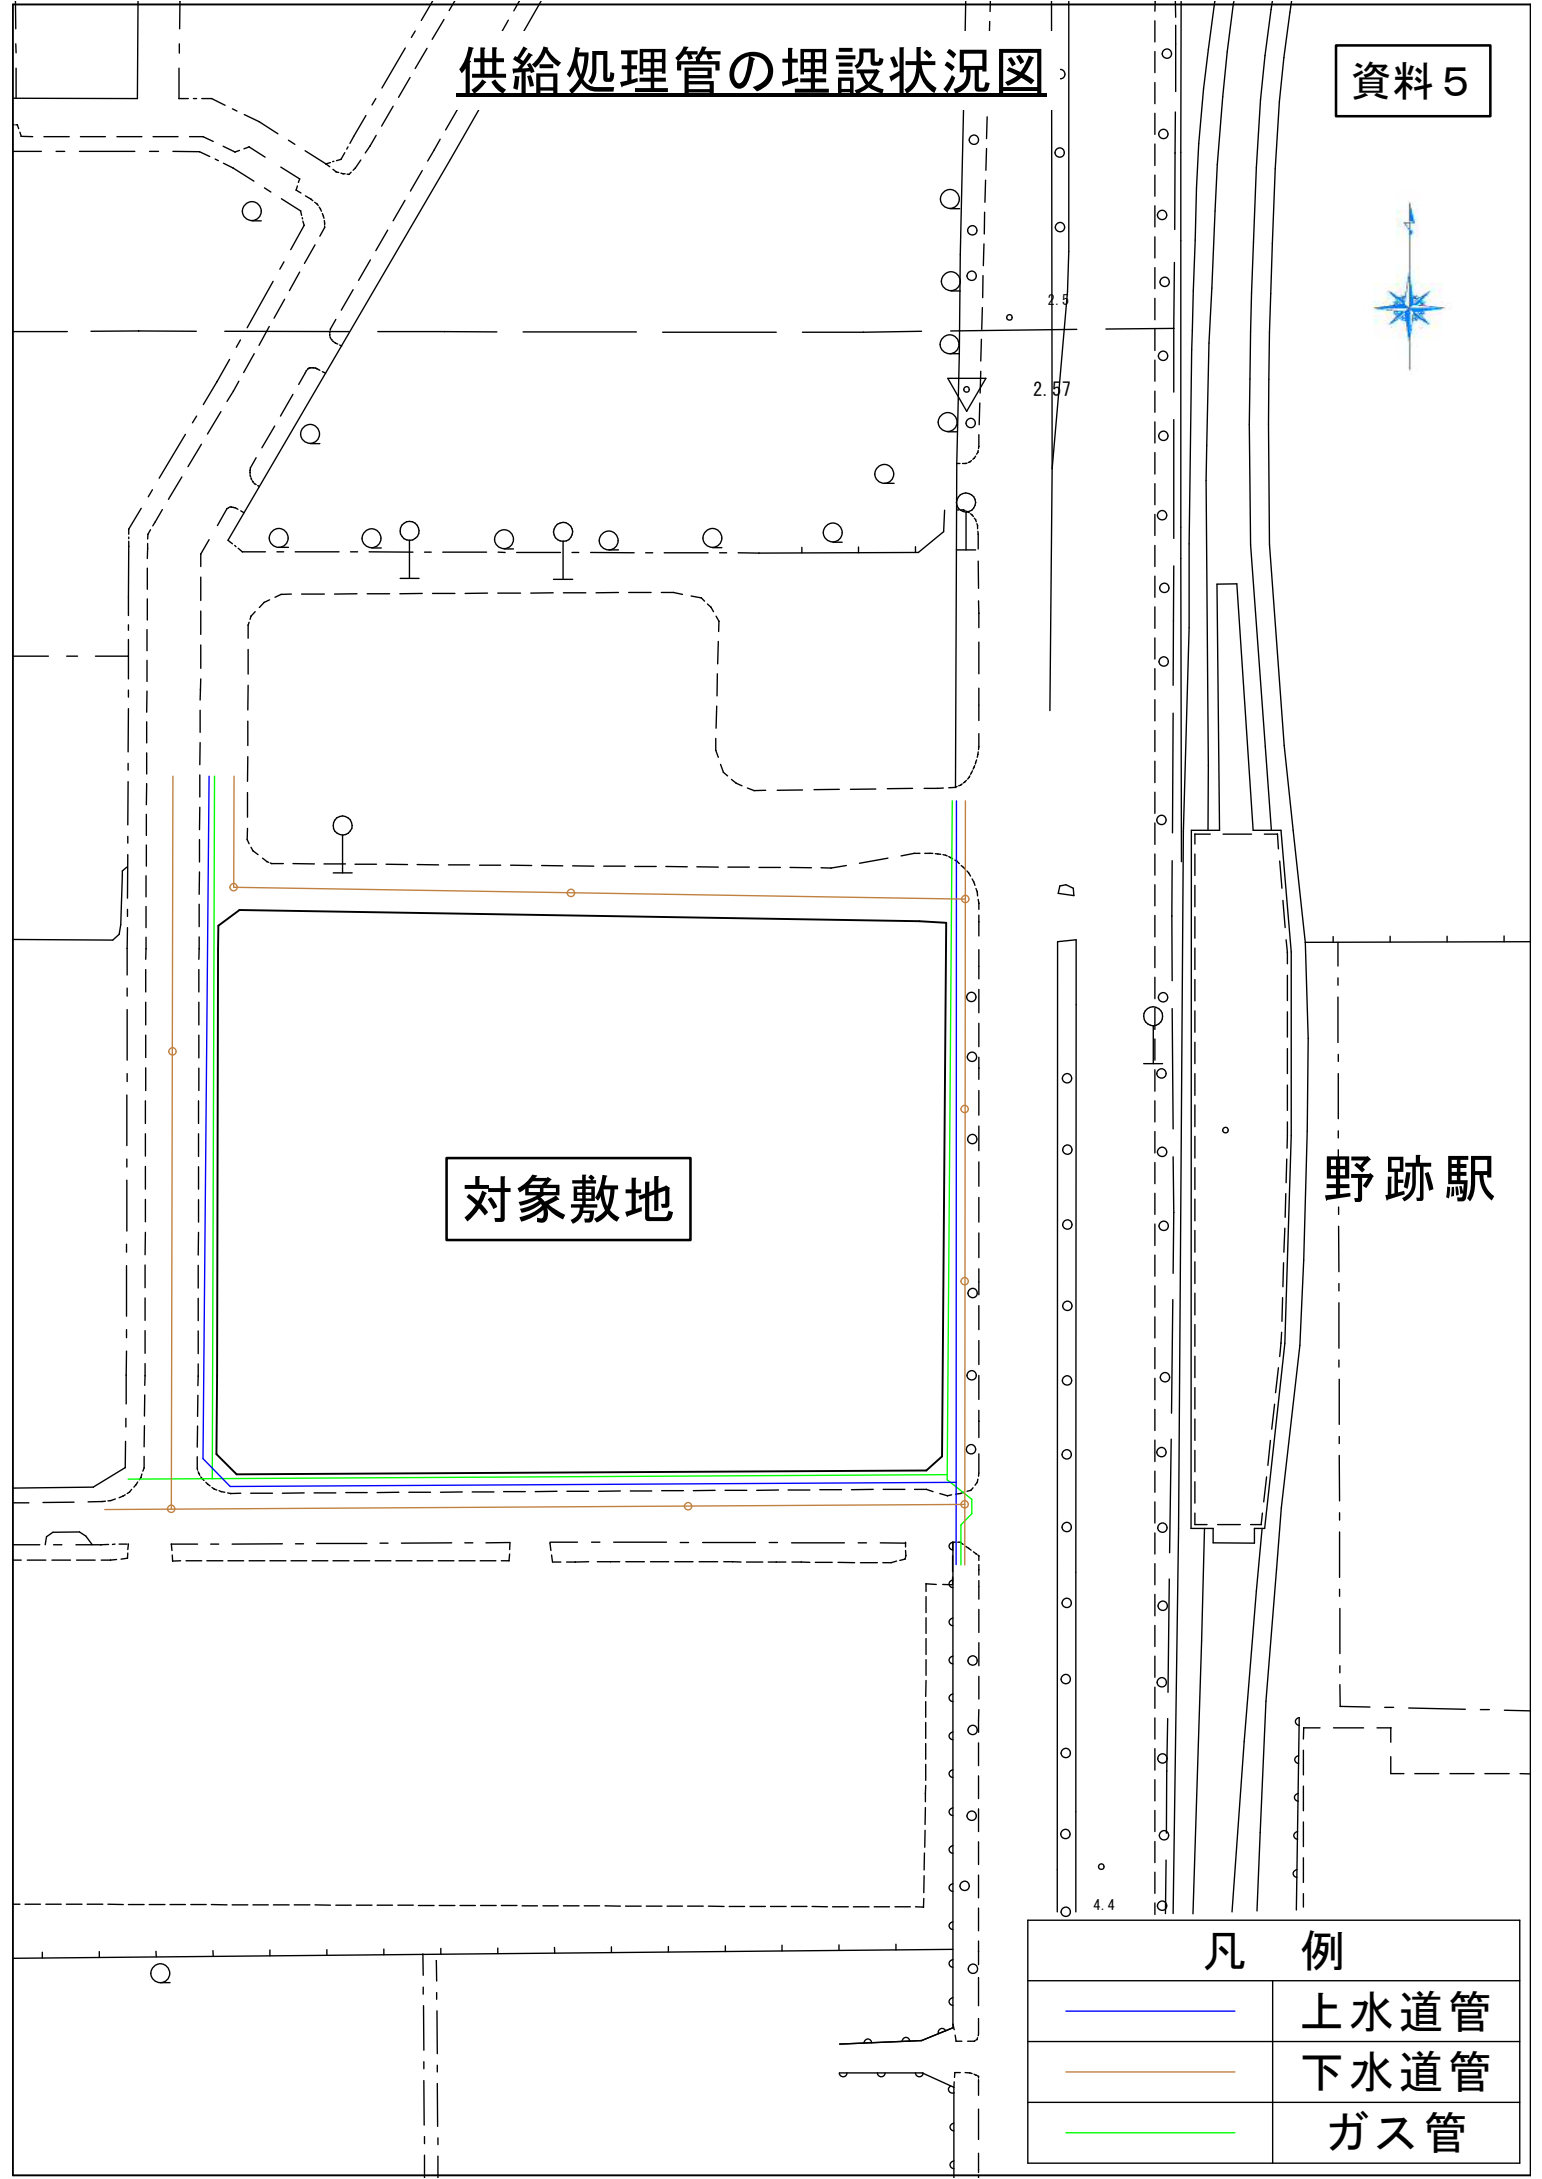 供給処理管の埋設状況図
資料５
2.5
2.57
対象敷地
野跡駅
4.4
凡 例
上水道管
下水道管
ガス管